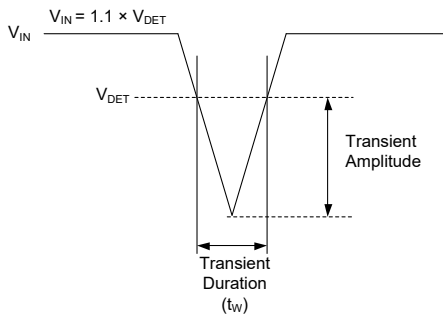 V_IN = 1.1 × V_DET
V_IN
V_DET
Transient
Amplitude
Transient
Duration
(t_W)